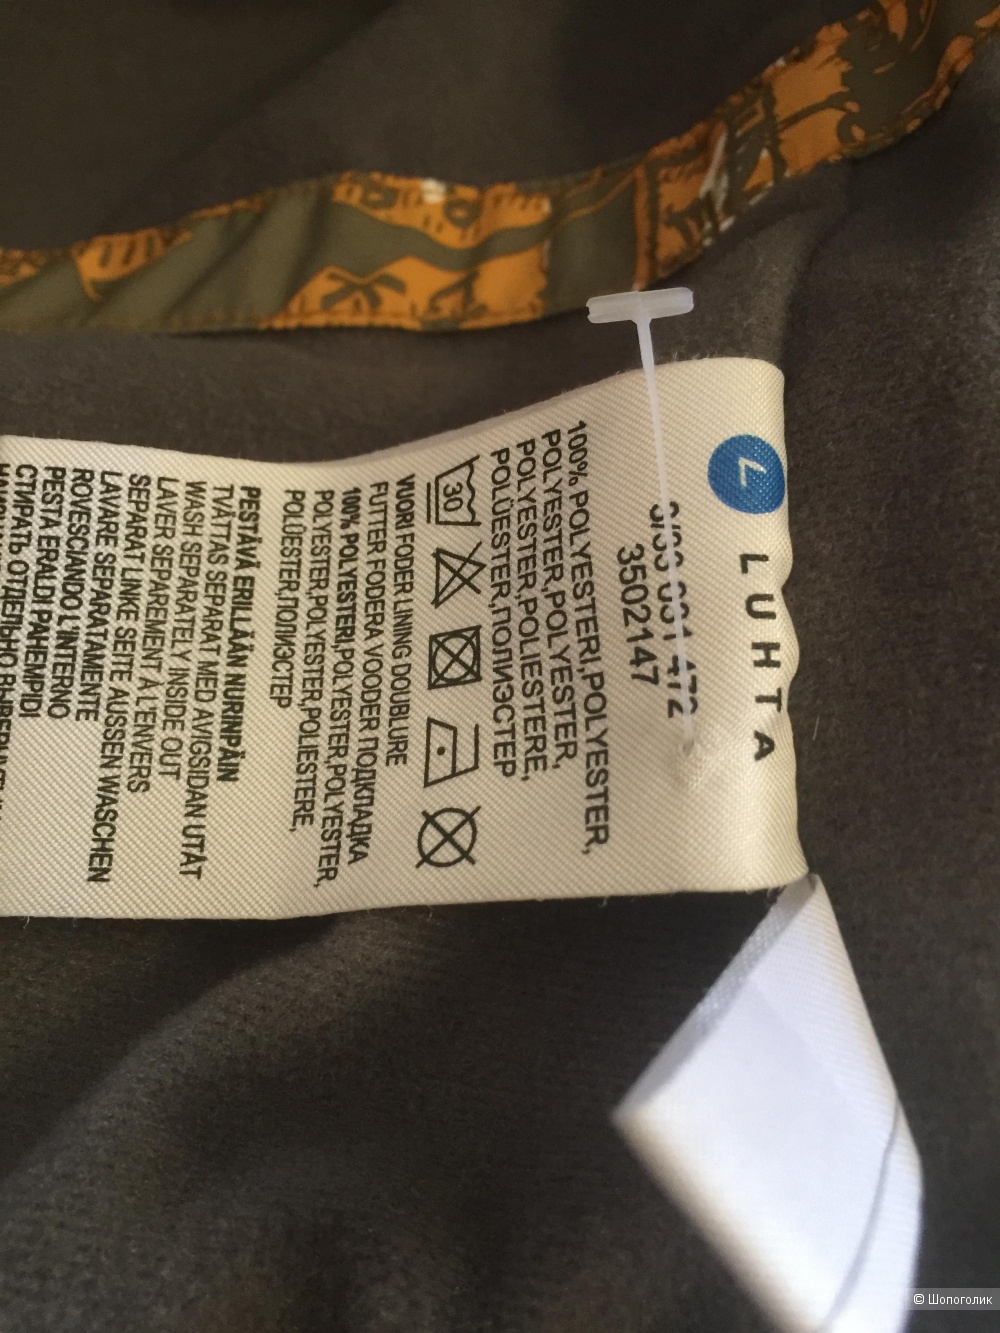 L
LUHTA
3502147
100% POLYESTERI,POLYESTER,
POLYESTER,POLYESTER,
POLYESTER,POLIESTERE,
POLÜESTER,ПОЛИЭСТЕР
30
VUORI FODER LINING DOUBLURE
FUTTER FODERA VOODER ПОДКЛАДКА
100% POLYESTERI,POLYESTER,
POLYESTER,POLYESTER,POLIESTERE,
POLÜESTER,ПОЛИЭСТЕР
PESTÄVÄ ERILLÄÄN NURINPÄIN
TVÄTTAS SEPARAT MED AVIGSIDAN UTÅT
WASH SEPARATELY INSIDE OUT
LAVER SEPAREMENT À L'ENVERS
SEPARAT LINKE SEITE AUSSEN WASCHEN
LAVARE SEPARATAMENTE
ROVESCIANDO L'INTERNO
PESTA ERALDI PAHEMPIDI
СТИРАТЬ ОТДЕЛЬНО
© Шопоголик